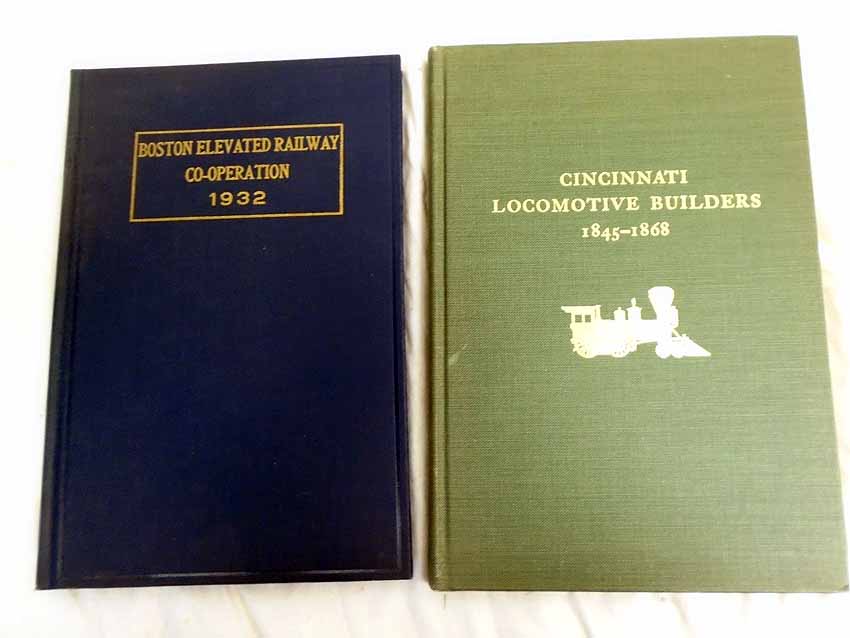 BOSTON ELEVATED RAILWAY
CO-OPERATION
1932
CINCINNATI
LOCOMOTIVE BUILDERS
1845–1868